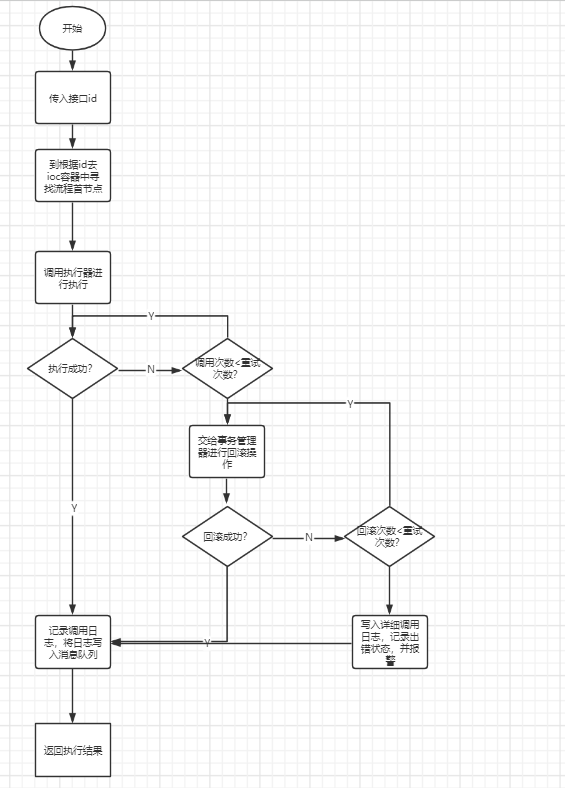 开始
传入接口id
到根据id去
ioc容器中寻
找流程首节点
调用执行器进
行执行
Y
执行成功?
N
调用次数<重试
次数?
Y
交给事务管理
器进行回滚操
作
Y
回滚成功?
N
回滚次数<重试
次数?
记录调用日
志，将日志写
入消息队列
Y
写入详细调用
日志，记录出
错状态，并报
警
返回执行结果